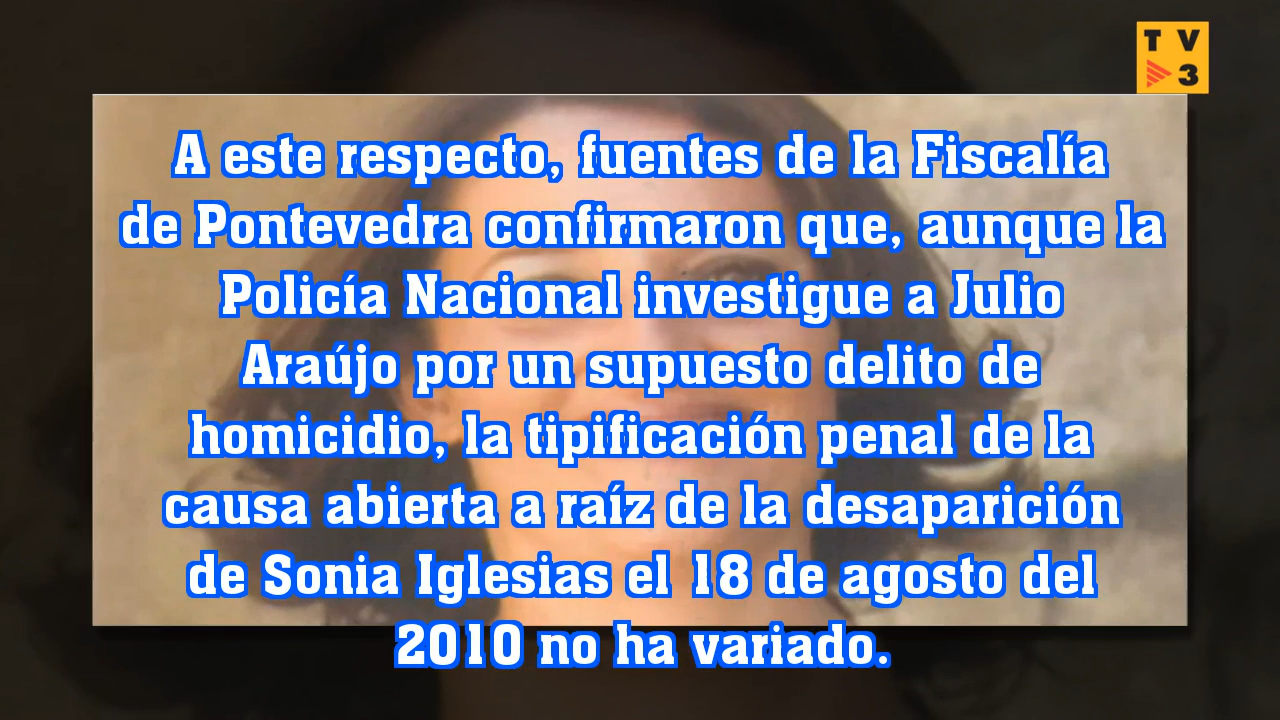 TV
3
A este respecto, fuentes de la Fiscalía
de Pontevedra confirmaron que, aunque la
Policía Nacional investigue a Julio
Araújo por un supuesto delito de
homicidio, la tipificación penal de la
causa abierta a raíz de la desaparición
de Sonia Iglesias el 18 de agosto del
2010 no ha variado.